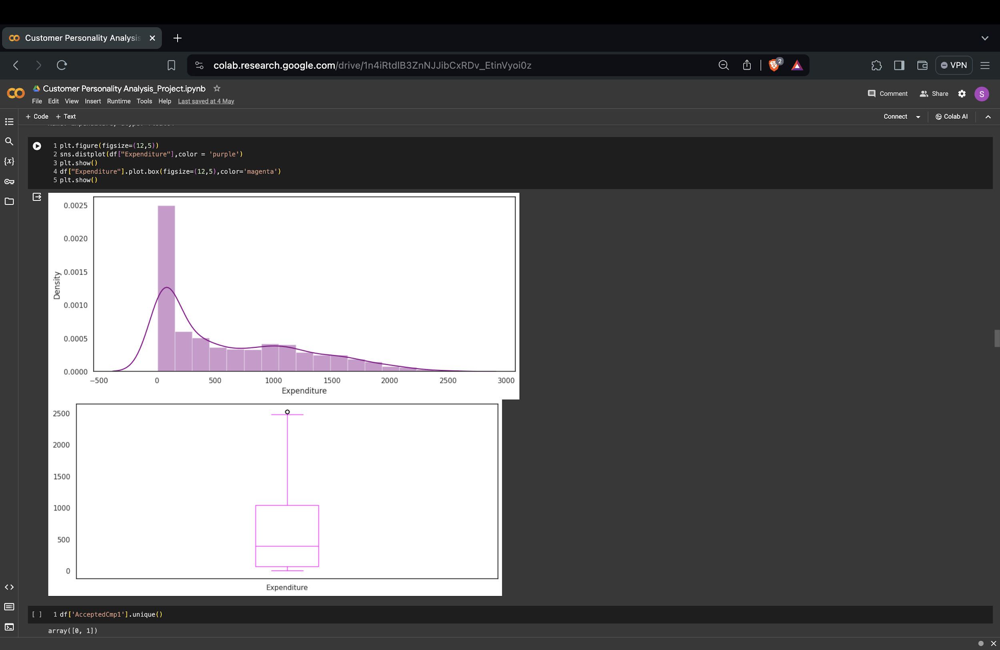 Customer Personality Analysis
colab.research.google.com/drive/1n4iRtdlB3ZnNJJibCxRDv_EtinVyoi0z
2
VPN
CO
Customer Personality Analysis_Project.ipynb
File Edit View Insert Runtime Tools Help Last saved at 4 May
Comment Share S
+ Code + Text
Connect Colab AI
1 plt.figure(figsize=(12,5))
2 sns.distplot(df["Expenditure"],color = 'purple')
3 plt.show()
4 df["Expenditure"].plot.box(figsize=(12,5),color='magenta')
5 plt.show()
{x}
0.0025
0.0020
0.0015
0.0010
0.0005
0.0000
Density
−500 0 500 1000 1500 2000 2500 3000
Expenditure
2500
2000
1500
1000
500
0
Expenditure
[ ] 1 df['AcceptedCmp1'].unique()
array([0, 1])